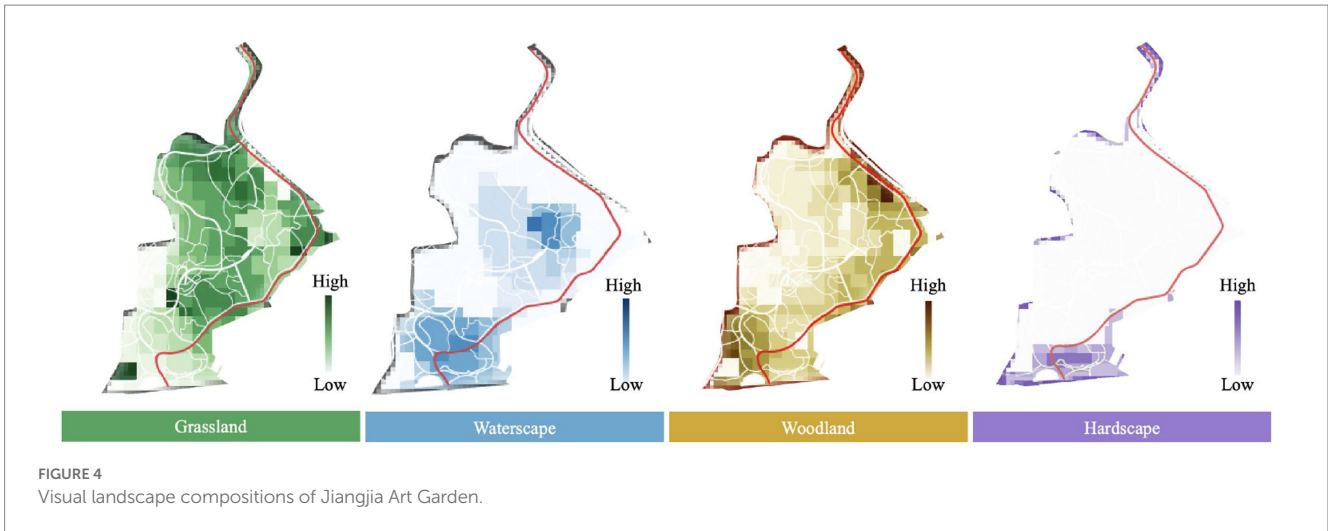 High
Low
High
Low
High
Low
High
Low
Grassland
Waterscape
Woodland
Hardscape
FIGURE 4
Visual landscape compositions of Jiangjia Art Garden.